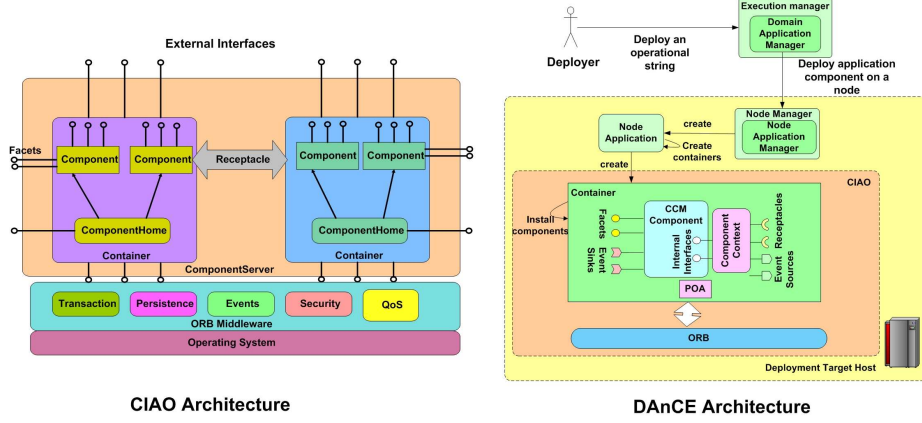 External Interfaces
Facets
Component
Component
Receptacle
Component
Component
ComponentHome
ComponentHome
Container
Container
ComponentServer
Transaction
Persistence
Events
Security
QoS
ORB Middleware
Operating System
CIAO Architecture
Execution manager
Domain
Application
Manager
Deployer
Deploy an
operational
string
Deploy application
component on a
node
Node Manager
Node
Application
Manager
Node
Application
create
Create
containers
create
CIAO
Container
Install
components
Facets
Event
Sinks
CCM
Component
Internal
Interfaces
Component
Context
Receptacles
Event
Sources
POA
ORB
Deployment Target Host
DAnCE Architecture